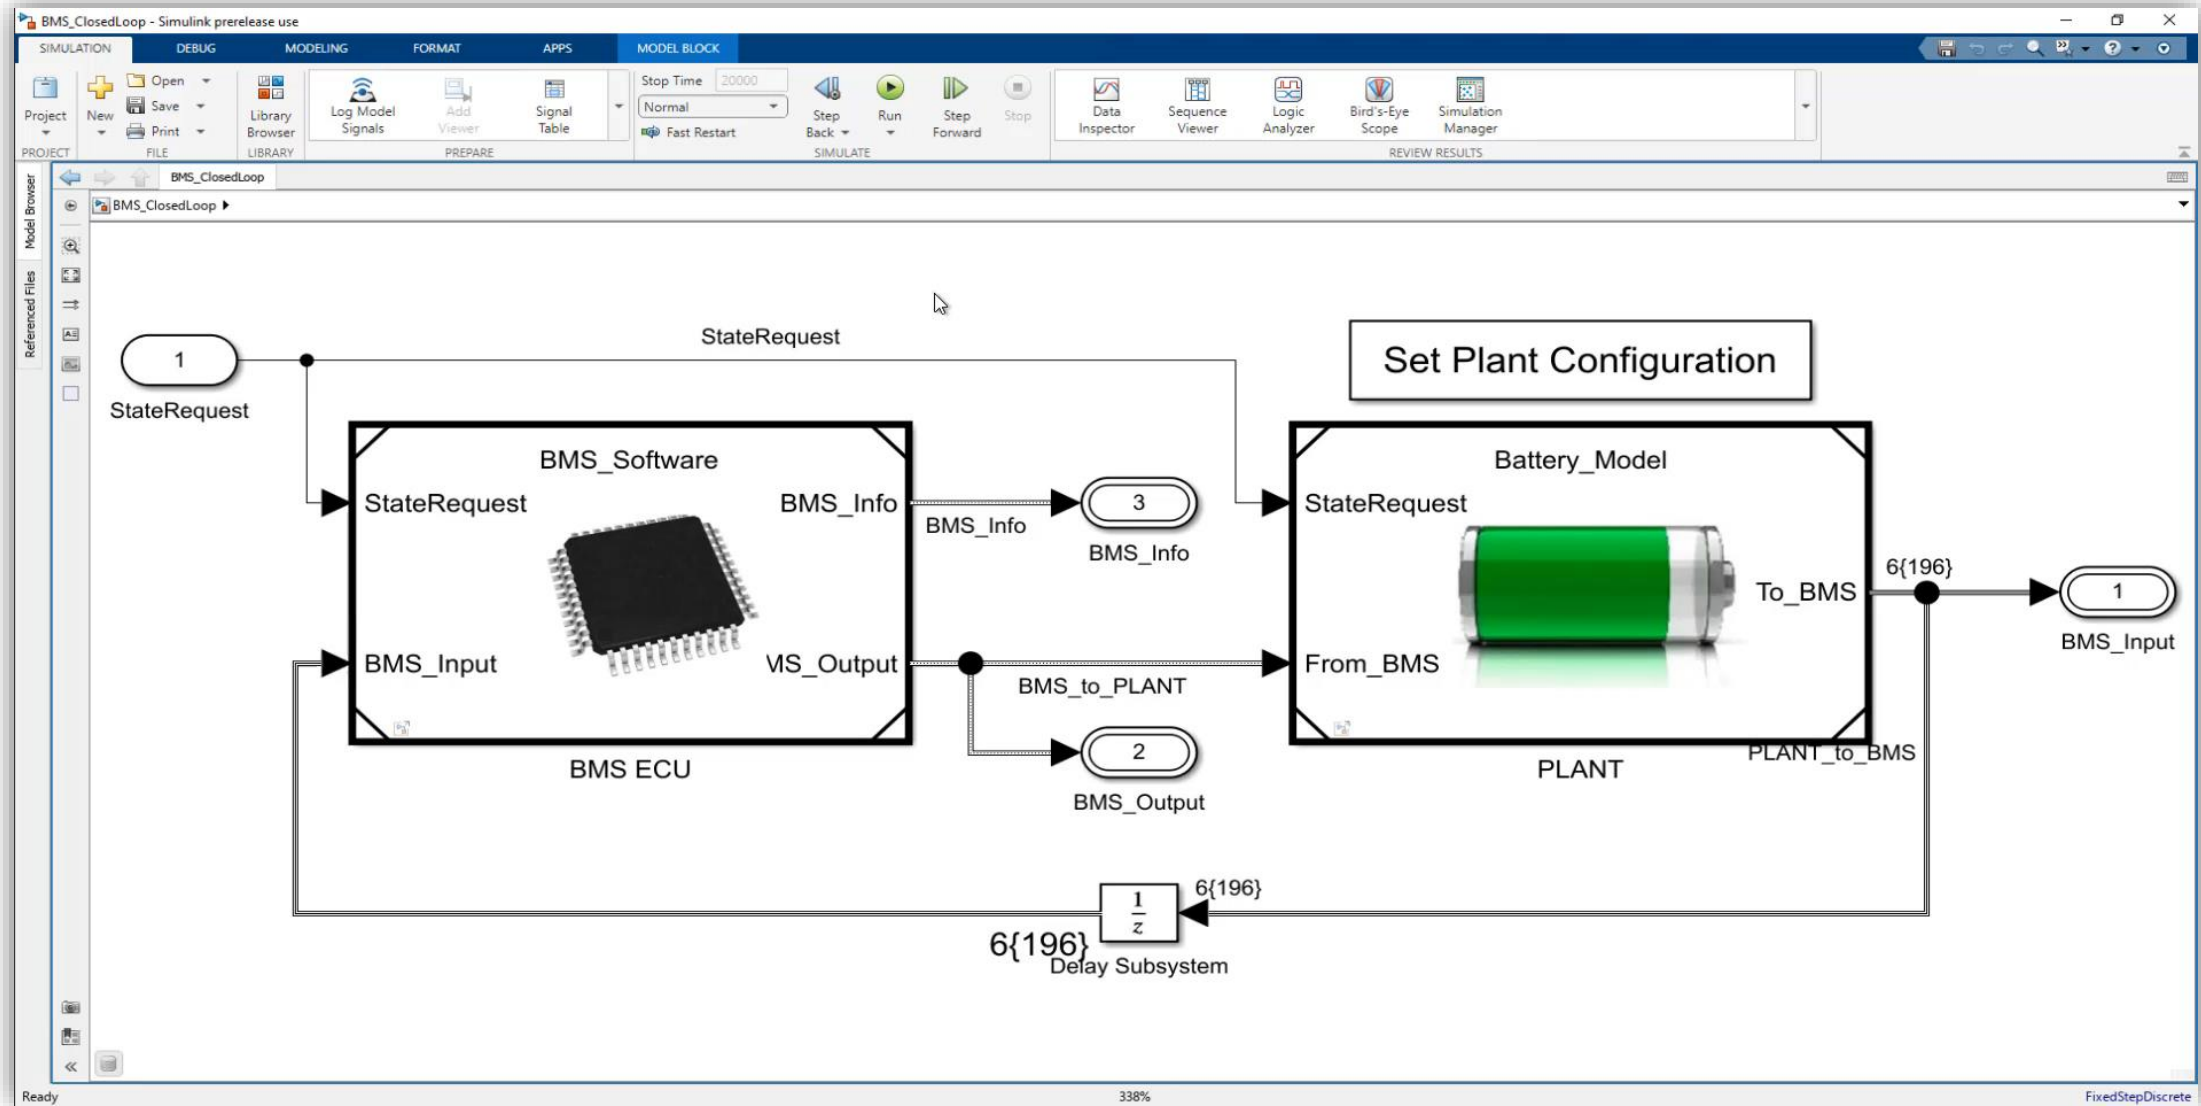 BMS_ClosedLoop - Simulink prerelease use
SIMULATION DEBUG MODELING FORMAT APPS MODEL BLOCK
Project
New
Open
Save
Print
Library Browser
Log Model Signals
Add Viewer
Signal Table
Stop Time 20000
Normal
Fast Restart
Step Back
Run
Step Forward
Stop
Data Inspector
Sequence Viewer
Logic Analyzer
Bird's-Eye Scope
Simulation Manager
PROJECT FILE LIBRARY PREPARE SIMULATE REVIEW RESULTS
Model Browser
Referenced Files
BMS_ClosedLoop
BMS_ClosedLoop
1
StateRequest
StateRequest
Set Plant Configuration
BMS_Software
StateRequest
BMS_Info
BMS_Input
MS_Output
BMS ECU
BMS_Info
3
BMS_Info
BMS_to_PLANT
2
BMS_Output
Battery_Model
StateRequest
To_BMS
From_BMS
PLANT
PLANT_to_BMS
6{196}
1
BMS_Input
6{196}
1
z
6{196}
Delay Subsystem
Ready 338% FixedStepDiscrete